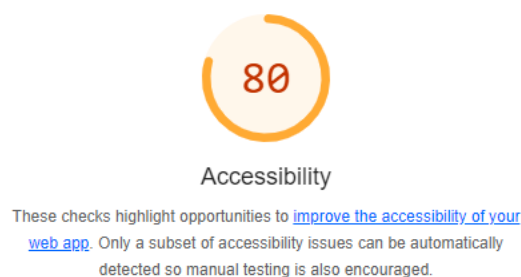 80
Accessibility
These checks highlight opportunities to improve the accessibility of your
web app. Only a subset of accessibility issues can be automatically
detected so manual testing is also encouraged.